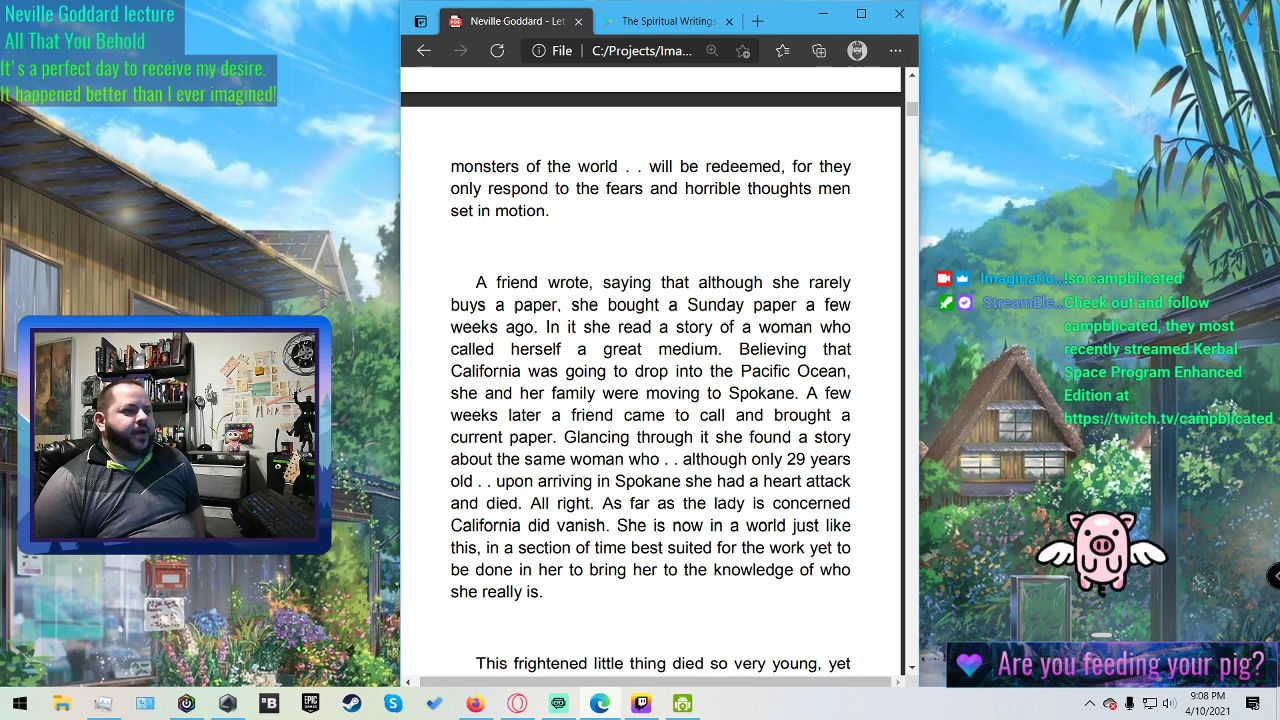 Neville Goddard lecture
All That You Behold
It's a perfect day to receive my desire.
It happened better than I ever imagined!
Neville Goddard - Let
The Spiritual Writings
File
C:/Projects/Ima...
monsters of the world . . will be redeemed, for they
only respond to the fears and horrible thoughts men
set in motion.
A friend wrote, saying that although she rarely
buys a paper, she bought a Sunday paper a few
weeks ago. In it she read a story of a woman who
called herself a great medium. Believing that
California was going to drop into the Pacific Ocean,
she and her family were moving to Spokane. A few
weeks later a friend came to call and brought a
current paper. Glancing through it she found a story
about the same woman who . . although only 29 years
old . . upon arriving in Spokane she had a heart attack
and died. All right. As far as the lady is concerned
California did vanish. She is now in a world just like
this, in a section of time best suited for the work yet to
be done in her to bring her to the knowledge of who
she really is.
This frightened little thing died so very young, yet
Imaginatio... !so campblicated
StreamEle... Check out and follow
campblicated, they most
recently streamed Kerbal
Space Program Enhanced
Edition at
https://twitch.tv/campblicated
Are you feeding your pig?
9:08 PM
4/10/2021